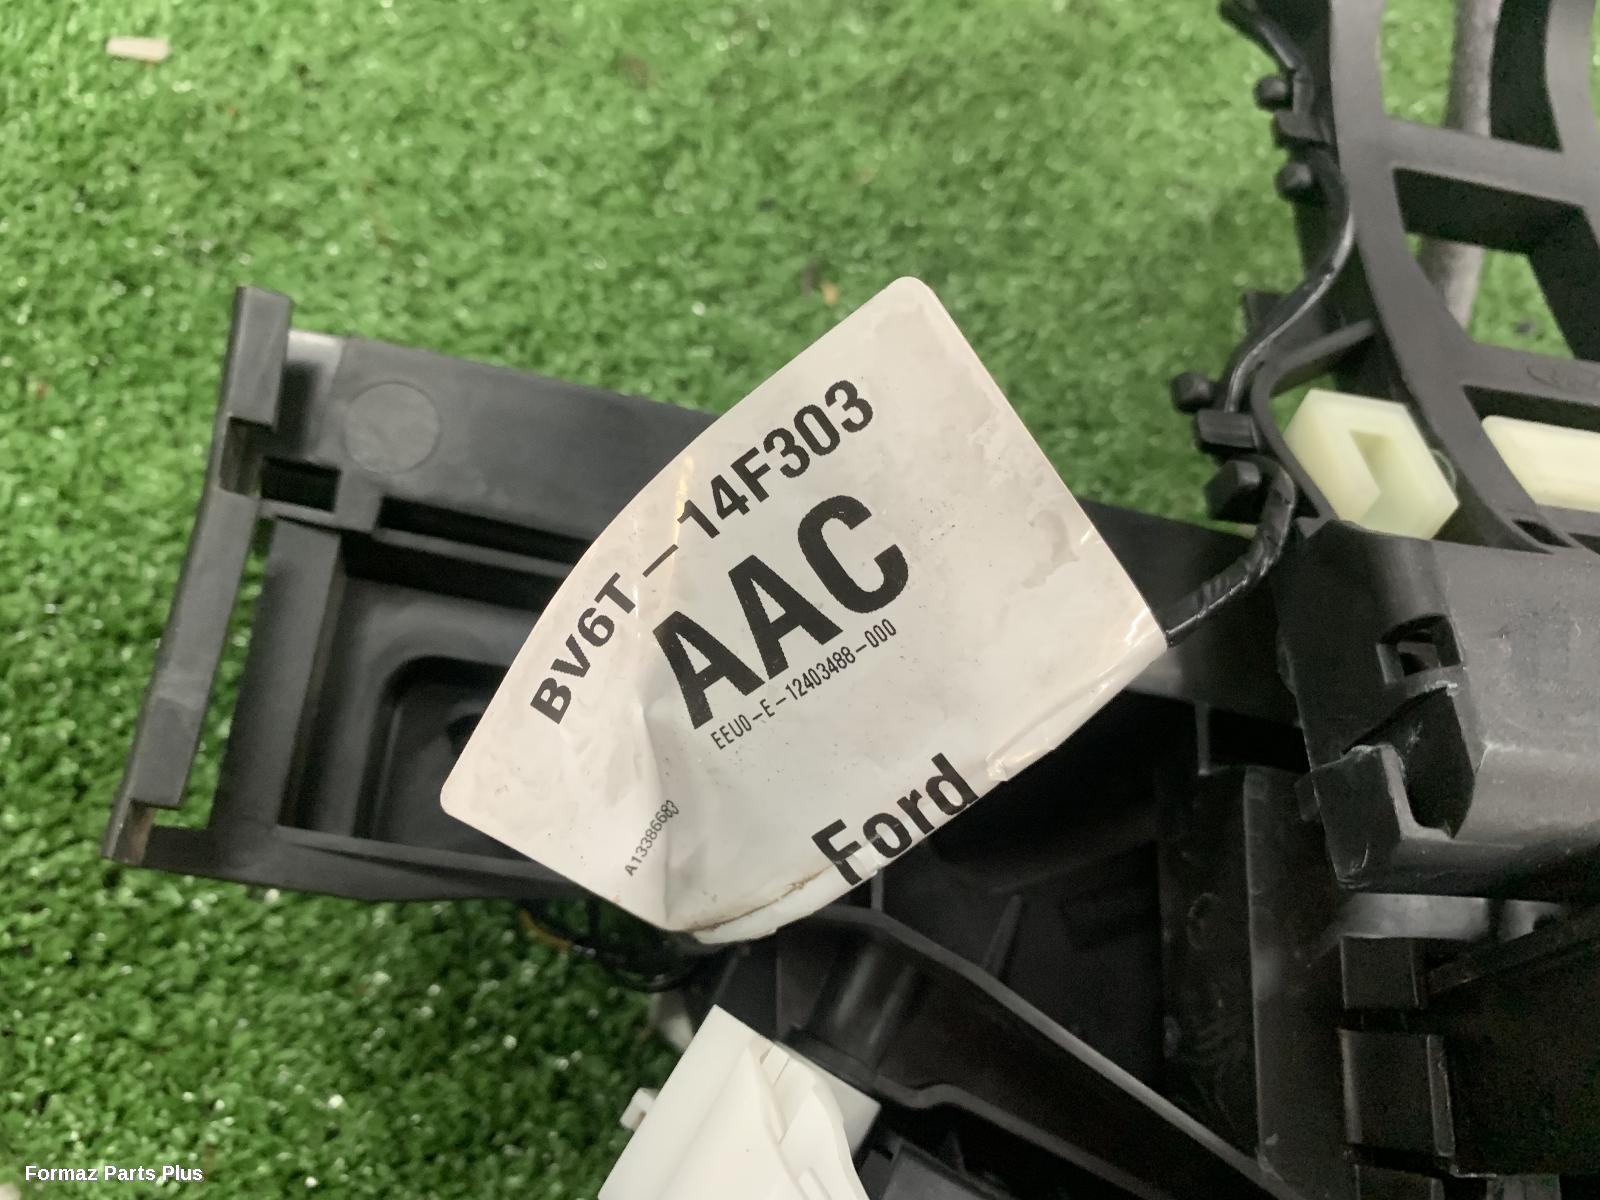 BV6T-14F303
AAC
EEU0-E-12403488-000
A13386683
Ford
Formaz Parts Plus